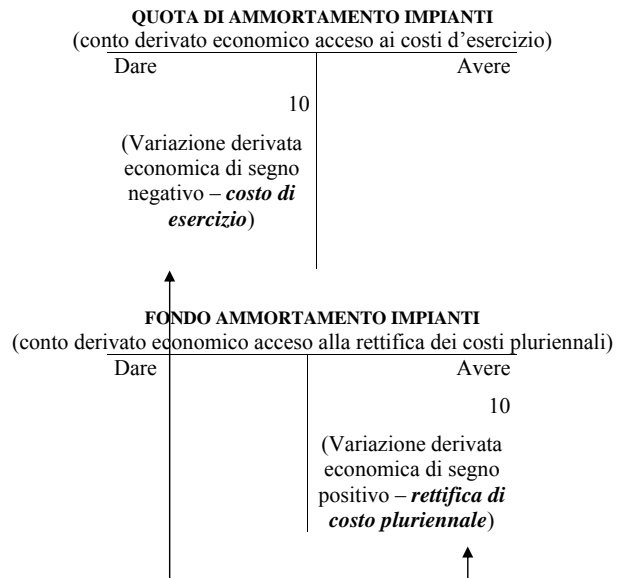 QUOTA DI AMMORTAMENTO IMPIANTI
(conto derivato economico acceso ai costi d’esercizio)
Dare Avere
10
(Variazione derivata
economica di segno
negativo – costo di
esercizio)
FONDO AMMORTAMENTO IMPIANTI
(conto derivato economico acceso alla rettifica dei costi pluriennali)
Dare Avere
10
(Variazione derivata
economica di segno
positivo – rettifica di
costo pluriennale)